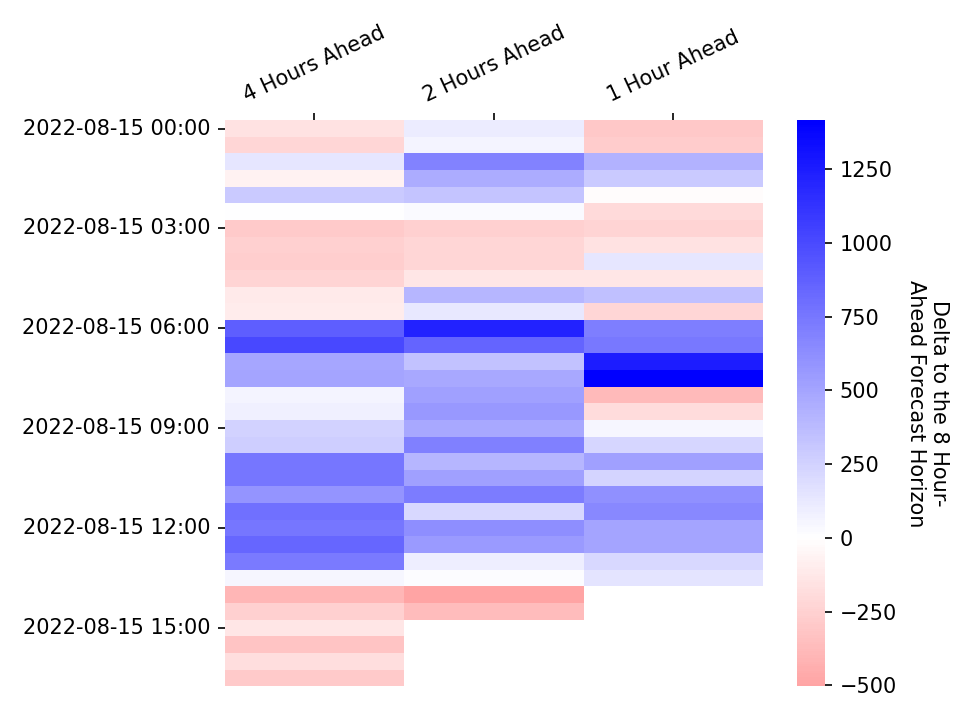 4 Hours Ahead
2 Hours Ahead
1 Hour Ahead
2022-08-15 00:00
2022-08-15 03:00
2022-08-15 06:00
2022-08-15 09:00
2022-08-15 12:00
2022-08-15 15:00
1250
1000
750
500
250
0
−250
−500
Delta to the 8 Hour-
Ahead Forecast Horizon